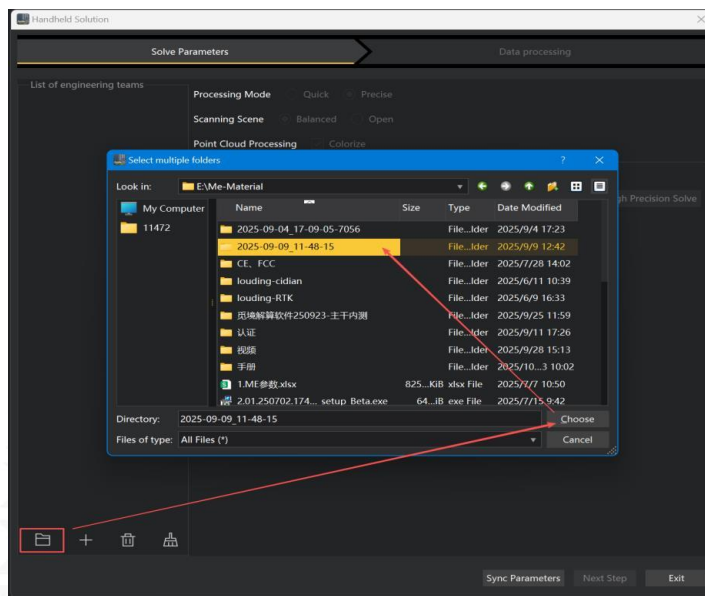 Handheld Solution
Solve Parameters
Data processing
List of engineering teams
Processing Mode Quick Precise
Scanning Scene Balanced Open
Point Cloud Processing Colorize
Select multiple folders ? ×
Look in: E:\Me-Material
gh Precision Solve
My Computer
11472
Name Size Type Date Modified
2025-09-04_17-09-05-7056 File...lder 2025/9/4 17:23
2025-09-09_11-48-15 File...lder 2025/9/9 12:42
CE、FCC File...lder 2025/7/28 14:02
louding-cidian File...lder 2025/6/11 10:39
louding-RTK File...lder 2025/6/9 16:33
觅境解算软件250923-主干内测 File...lder 2025/9/25 11:59
认证 File...lder 2025/9/11 17:26
视频 File...lder 2025/9/28 15:13
手册 File...lder 2025/10...3 10:02
1.ME参数.xlsx 825...KiB xlsx File 2025/7/7 10:50
2.01.250702.174... setup Beta.exe 64...iB exe File 2025/7/15 9:42
Directory: 2025-09-09_11-48-15 Choose
Files of type: All Files (*) Cancel
Sync Parameters Next Step Exit